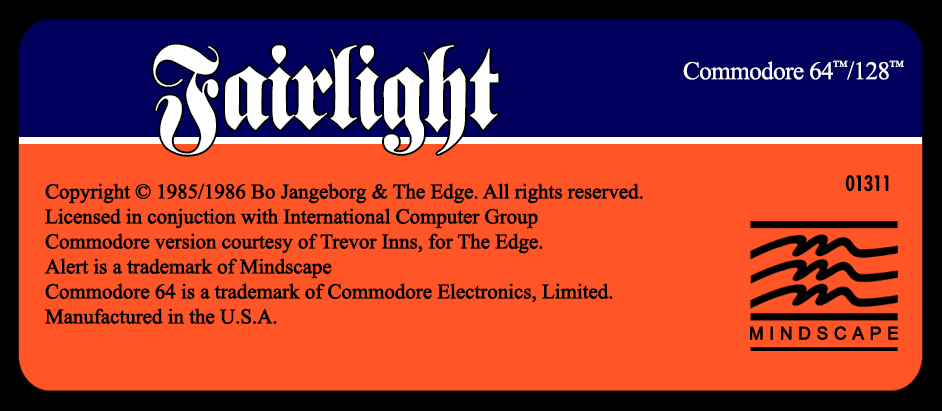 Fairlight
Commodore 64™/128™
Copyright © 1985/1986 Bo Jangeborg & The Edge. All rights reserved.
Licensed in conjuction with International Computer Group
Commodore version courtesy of Trevor Inns, for The Edge.
Alert is a trademark of Mindscape
Commodore 64 is a trademark of Commodore Electronics, Limited.
Manufactured in the U.S.A.
01311
MINDSCAPE